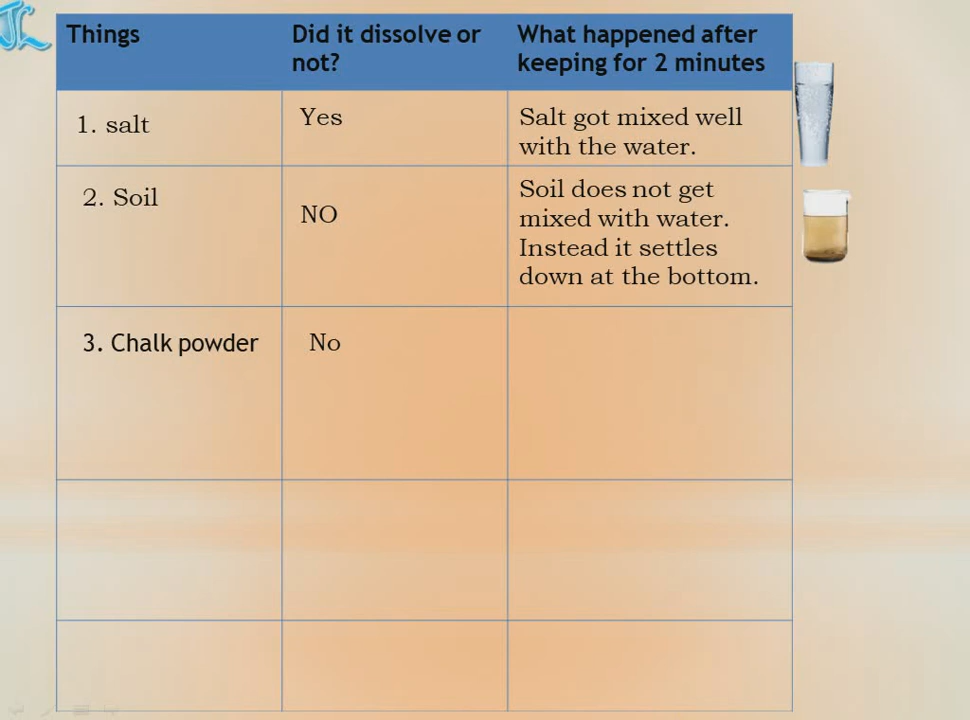 JL
Things
Did it dissolve or
not?
What happened after
keeping for 2 minutes
1. salt
Yes
Salt got mixed well
with the water.
2. Soil
NO
Soil does not get
mixed with water.
Instead it settles
down at the bottom.
3. Chalk powder
No